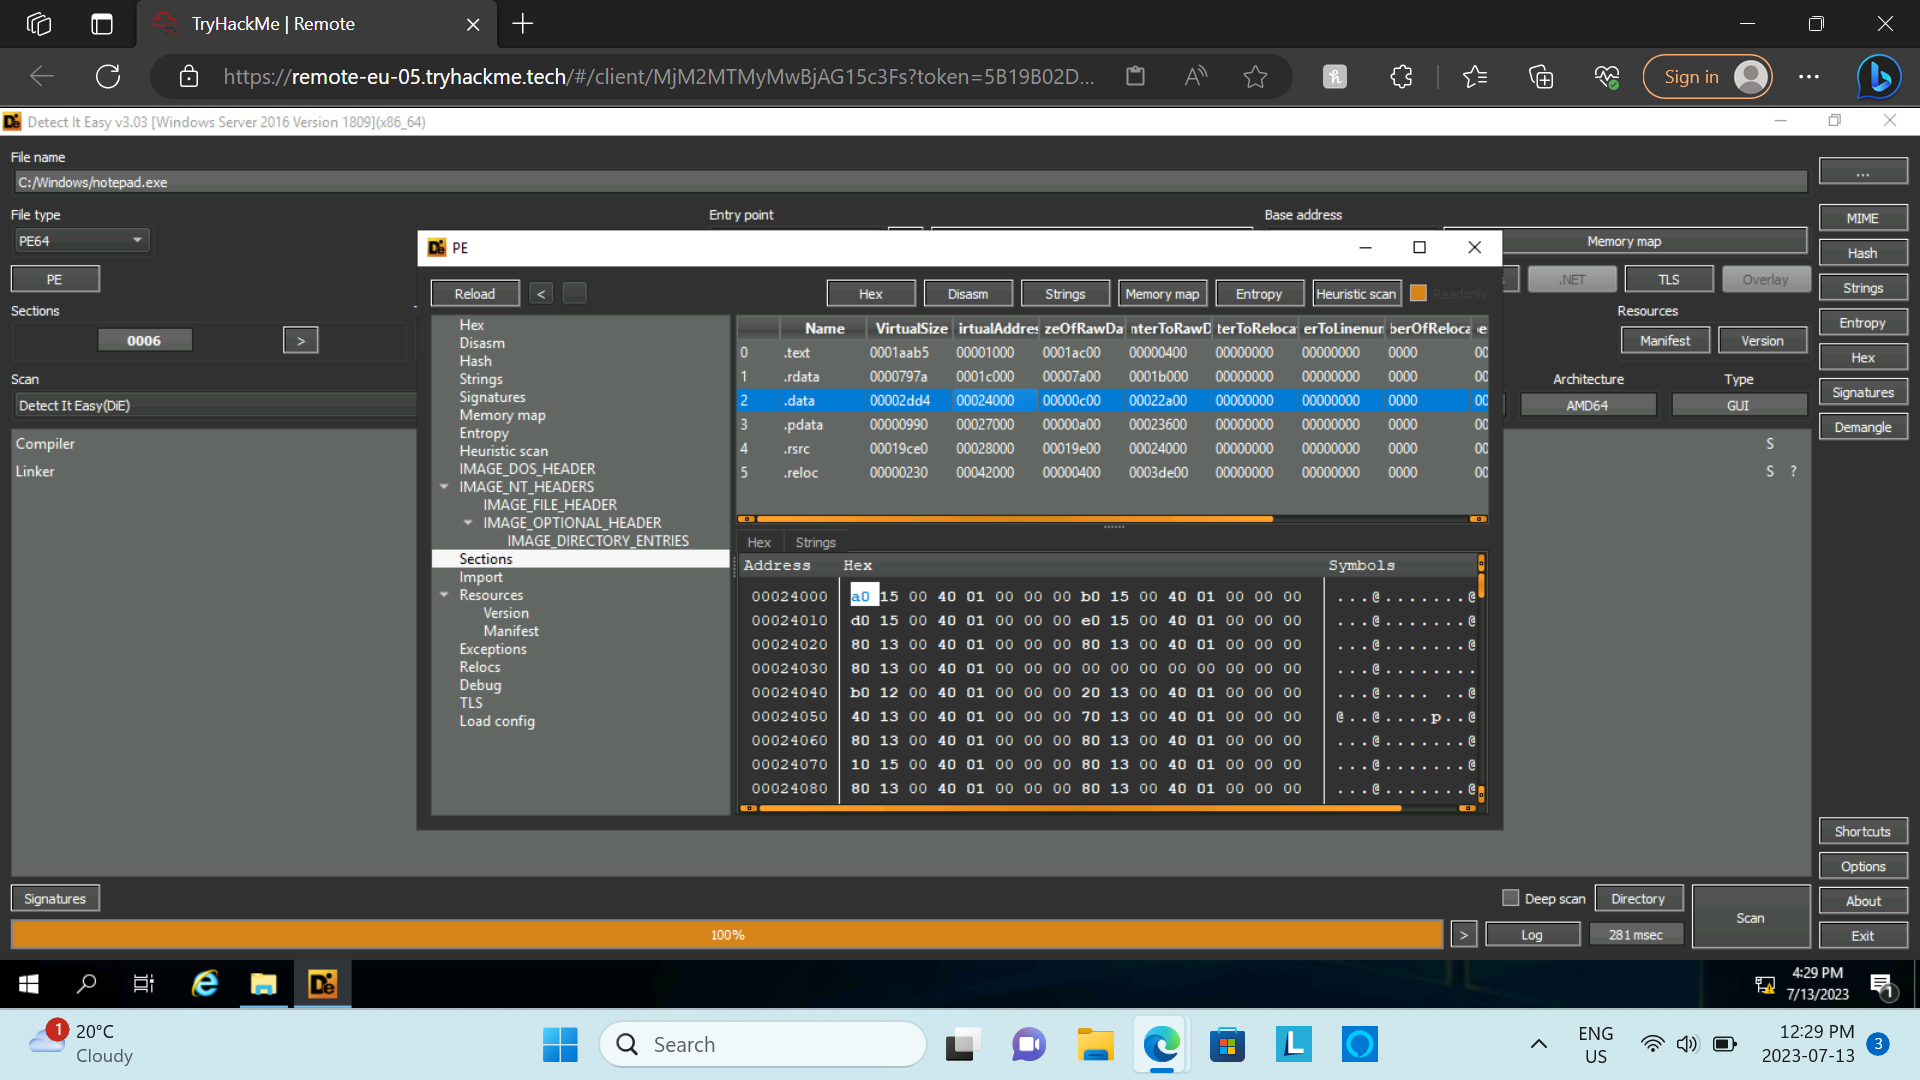 TryHackMe | Remote
https://remote-eu-05.tryhackme.tech/#/client/MjM2MTMyMwBjAG15c3Fs?token=5B19B02D...
Sign in
Detect It Easy v3.03 [Windows Server 2016 Version 1809](x86_64)
File name
C:/Windows/notepad.exe
...
File type
Entry point
Base address
MIME
PE64
Memory map
Hash
PE
.NET
TLS
Overlay
Strings
Sections
Resources
Entropy
0006
>
Manifest
Version
Hex
Scan
Architecture
Type
Signatures
Detect It Easy(DiE)
AMD64
GUI
Demangle
Compiler
S
Linker
S ?
PE
Reload
<
Hex
Disasm
Strings
Memory map
Entropy
Heuristic scan
Readonly
Hex
Disasm
Hash
Strings
Signatures
Memory map
Entropy
Heuristic scan
IMAGE_DOS_HEADER
IMAGE_NT_HEADERS
IMAGE_FILE_HEADER
IMAGE_OPTIONAL_HEADER
IMAGE_DIRECTORY_ENTRIES
Sections
Import
Resources
Version
Manifest
Exceptions
Relocs
Debug
TLS
Load config
Name VirtualSize irtualAddres zeOfRawDa nterToRawD terToRelocat erToLinenun berOfReloca
0 .text 0001aab5 00001000 0001ac00 00000400 00000000 00000000 0000 00
1 .rdata 0000797a 0001c000 00007a00 0001b000 00000000 00000000 0000 00
2 .data 00002dd4 00024000 00000c00 00022a00 00000000 00000000 0000 00
3 .pdata 00000990 00027000 00000a00 00023600 00000000 00000000 0000 00
4 .rsrc 00019ce0 00028000 00019e00 00024000 00000000 00000000 0000 00
5 .reloc 00000230 00042000 00000400 0003de00 00000000 00000000 0000 00
Hex Strings
Address Hex Symbols
00024000 a0 15 00 40 01 00 00 00 b0 15 00 40 01 00 00 00 ...@.......@
00024010 d0 15 00 40 01 00 00 00 e0 15 00 40 01 00 00 00 ...@.......@
00024020 80 13 00 40 01 00 00 00 80 13 00 40 01 00 00 00 ...@.......@
00024030 80 13 00 40 01 00 00 00 00 00 00 00 00 00 00 00 ...@........
00024040 b0 12 00 40 01 00 00 00 20 13 00 40 01 00 00 00 ...@.... ..@
00024050 40 13 00 40 01 00 00 00 70 13 00 40 01 00 00 00 @..@....p..@
00024060 80 13 00 40 01 00 00 00 80 13 00 40 01 00 00 00 ...@.......@
00024070 10 15 00 40 01 00 00 00 80 13 00 40 01 00 00 00 ...@.......@
00024080 80 13 00 40 01 00 00 00 80 13 00 40 01 00 00 00 ...@.......@
Shortcuts
Options
Signatures
Deep scan
Directory
Scan
About
100%
>
Log
281 msec
Exit
4:29 PM
7/13/2023
1
1
20°C
Cloudy
Search
ENG
US
12:29 PM
2023-07-13
3